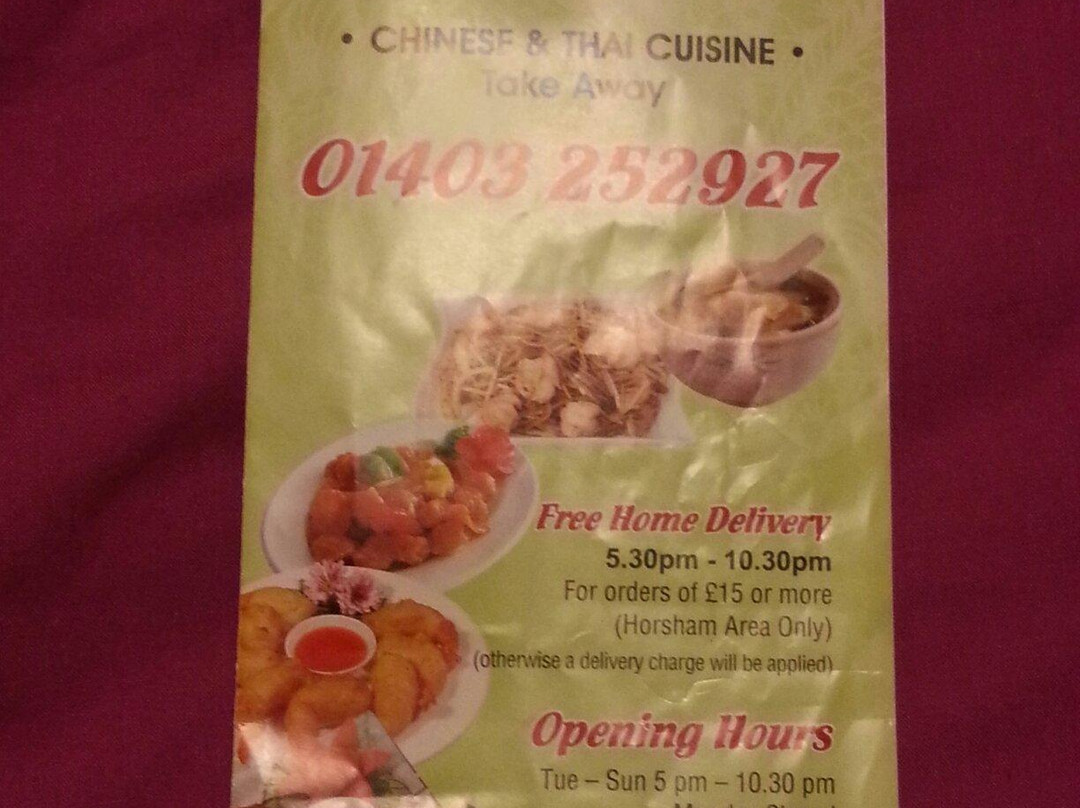 • CHINESE & THAI CUISINE •
Take Away
01403 252927
Free Home Delivery
5.30pm - 10.30pm
For orders of £15 or more
(Horsham Area Only)
(otherwise a delivery charge will be applied)
Opening Hours
Tue – Sun 5 pm – 10.30 pm